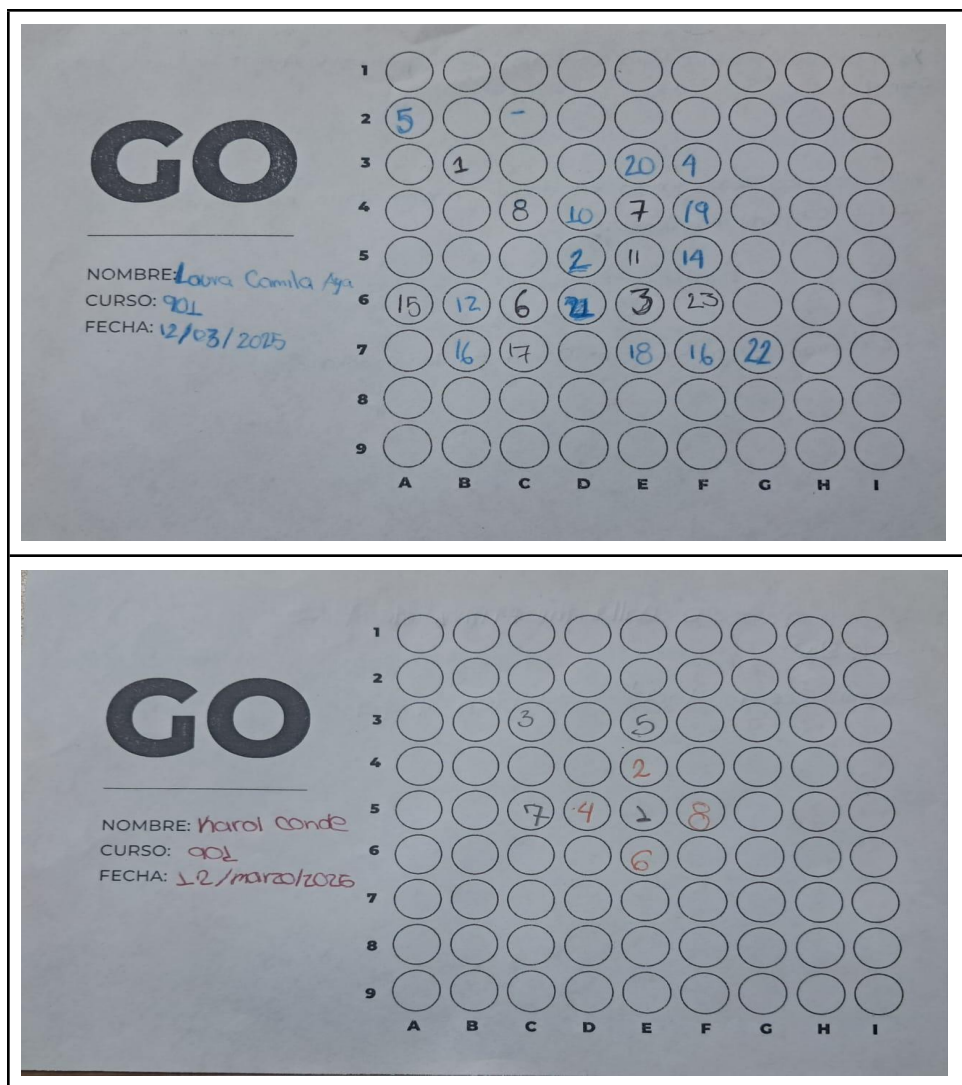 1
2 5 -
3 1 20 9
4 8 10 7 19
5 2 11 14
6 15 12 6 21 3 23
7 16 17 18 16 22
8
9
A B C D E F G H I
GO
NOMBRE: Laura Camila Aya
CURSO: 901
FECHA: 12/03/2025
1
2
3 3 5
4 2
5 7 4 1 8
6 6
7
8
9
A B C D E F G H I
GO
NOMBRE: Karol Conde
CURSO: 901
FECHA: 12/marzo/2025